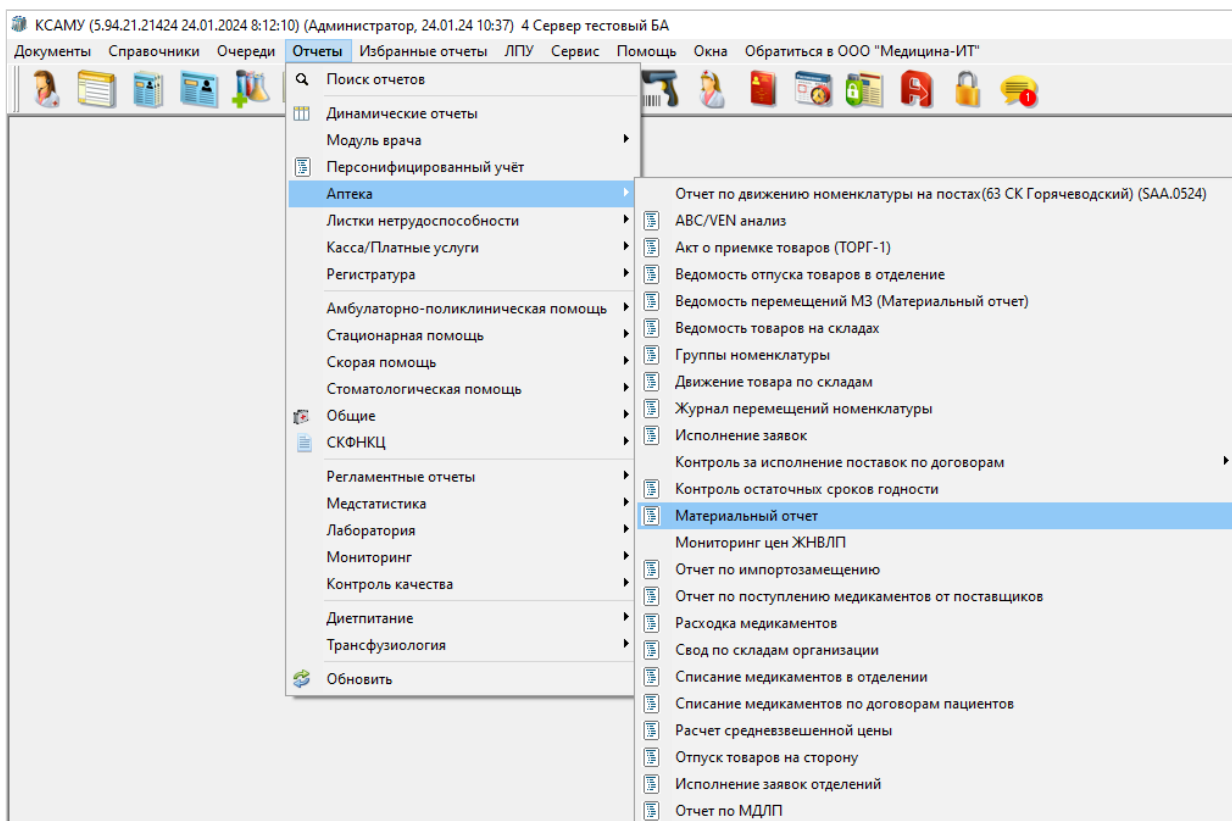 КСАМУ (5.94.21.21424 24.01.2024 8:12:10) (Администратор, 24.01.24 10:37) 4 Сервер тестовый БА
Документы Справочники Очереди Отчеты Избранные отчеты ЛПУ Сервис Помощь Окна Обратиться в ООО "Медицина-ИТ"
1
Поиск отчетов
Динамические отчеты
Модуль врача
Персонифицированный учёт
Аптека
Листки нетрудоспособности
Касса/Платные услуги
Регистратура
Амбулаторно-поликлиническая помощь
Стационарная помощь
Скорая помощь
Стоматологическая помощь
Общие
СКФНКЦ
Регламентные отчеты
Медстатистика
Лаборатория
Мониторинг
Контроль качества
Диетпитание
Трансфузиология
Обновить
Отчет по движению номенклатуры на постах(63 СК Горячеводский) (SAA.0524)
ABC/VEN анализ
Акт о приемке товаров (ТОРГ-1)
Ведомость отпуска товаров в отделение
Ведомость перемещений МЗ (Материальный отчет)
Ведомость товаров на складах
Группы номенклатуры
Движение товара по складам
Журнал перемещений номенклатуры
Исполнение заявок
Контроль за исполнение поставок по договорам
Контроль остаточных сроков годности
Материальный отчет
Мониторинг цен ЖНВЛП
Отчет по импортозамещению
Отчет по поступлению медикаментов от поставщиков
Расходка медикаментов
Свод по складам организации
Списание медикаментов в отделении
Списание медикаментов по договорам пациентов
Расчет средневзвешенной цены
Отпуск товаров на сторону
Исполнение заявок отделений
Отчет по МДЛП